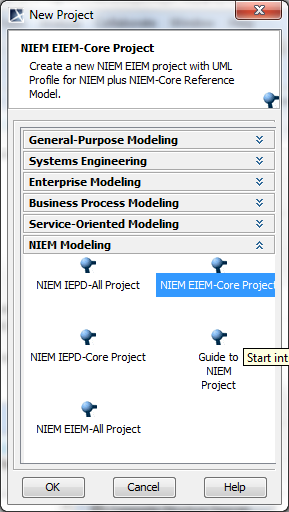 New Project
NIEM EIEM-Core Project
Create a new NIEM EIEM project with UML
Profile for NIEM plus NIEM-Core Reference
Model.
General-Purpose Modeling
Systems Engineering
Enterprise Modeling
Business Process Modeling
Service-Oriented Modeling
NIEM Modeling
NIEM IEPD-All Project
NIEM EIEM-Core Project
NIEM IEPD-Core Project
Guide to
NIEM
Project
Start int
NIEM EIEM-All Project
OK
Cancel
Help